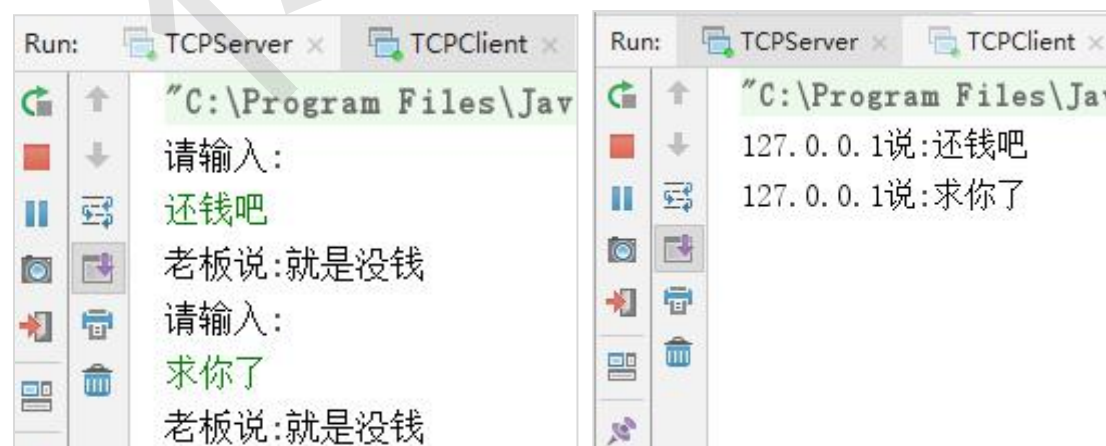 Run: TCPServer × TCPClient ×
"C:\Program Files\Jav
请输入:
还钱吧
老板说:就是没钱
请输入:
求你了
老板说:就是没钱
Run: TCPServer × TCPClient ×
"C:\Program Files\Jav
127.0.0.1说:还钱吧
127.0.0.1说:求你了